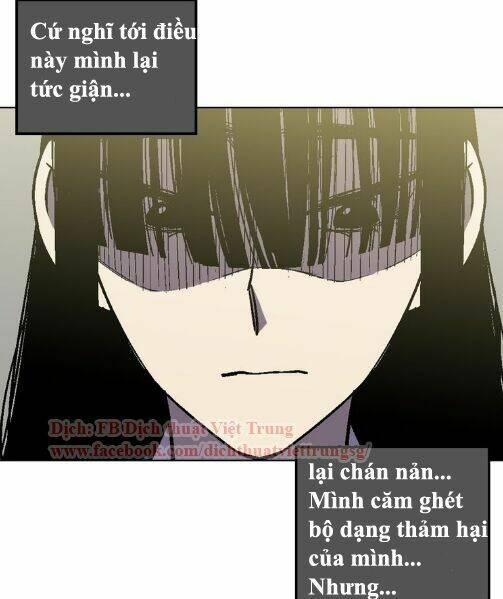 Cứ nghĩ tới điều
này mình lại
tức giận...
Dịch: FB Dịch thuật Việt Trung
www.facebook.com/dichthuatviettrungsg/
lại chán nản...
Mình căm ghét
bộ dạng thảm hại
của mình...
Nhưng...